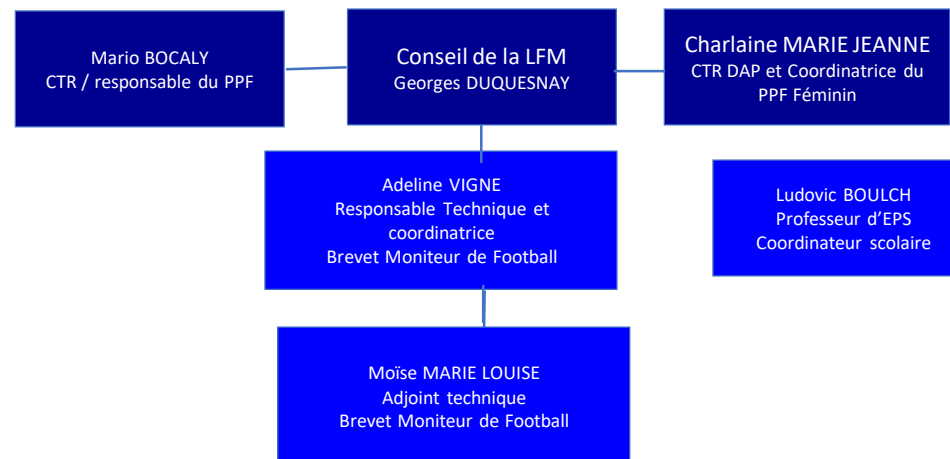 Mario BOCALY
CTR / responsable du PPF
Conseil de la LFM
Georges DUQUESNAY
Charlaine MARIE JEANNE
CTR DAP et Coordinatrice du
PPF Féminin
Adeline VIGNE
Responsable Technique et
coordinatrice
Brevet Moniteur de Football
Ludovic BOULCH
Professeur d’EPS
Coordinateur scolaire
Moïse MARIE LOUISE
Adjoint technique
Brevet Moniteur de Football